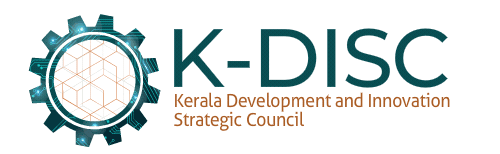 K-DISC
Kerala Development and Innovation
Strategic Council